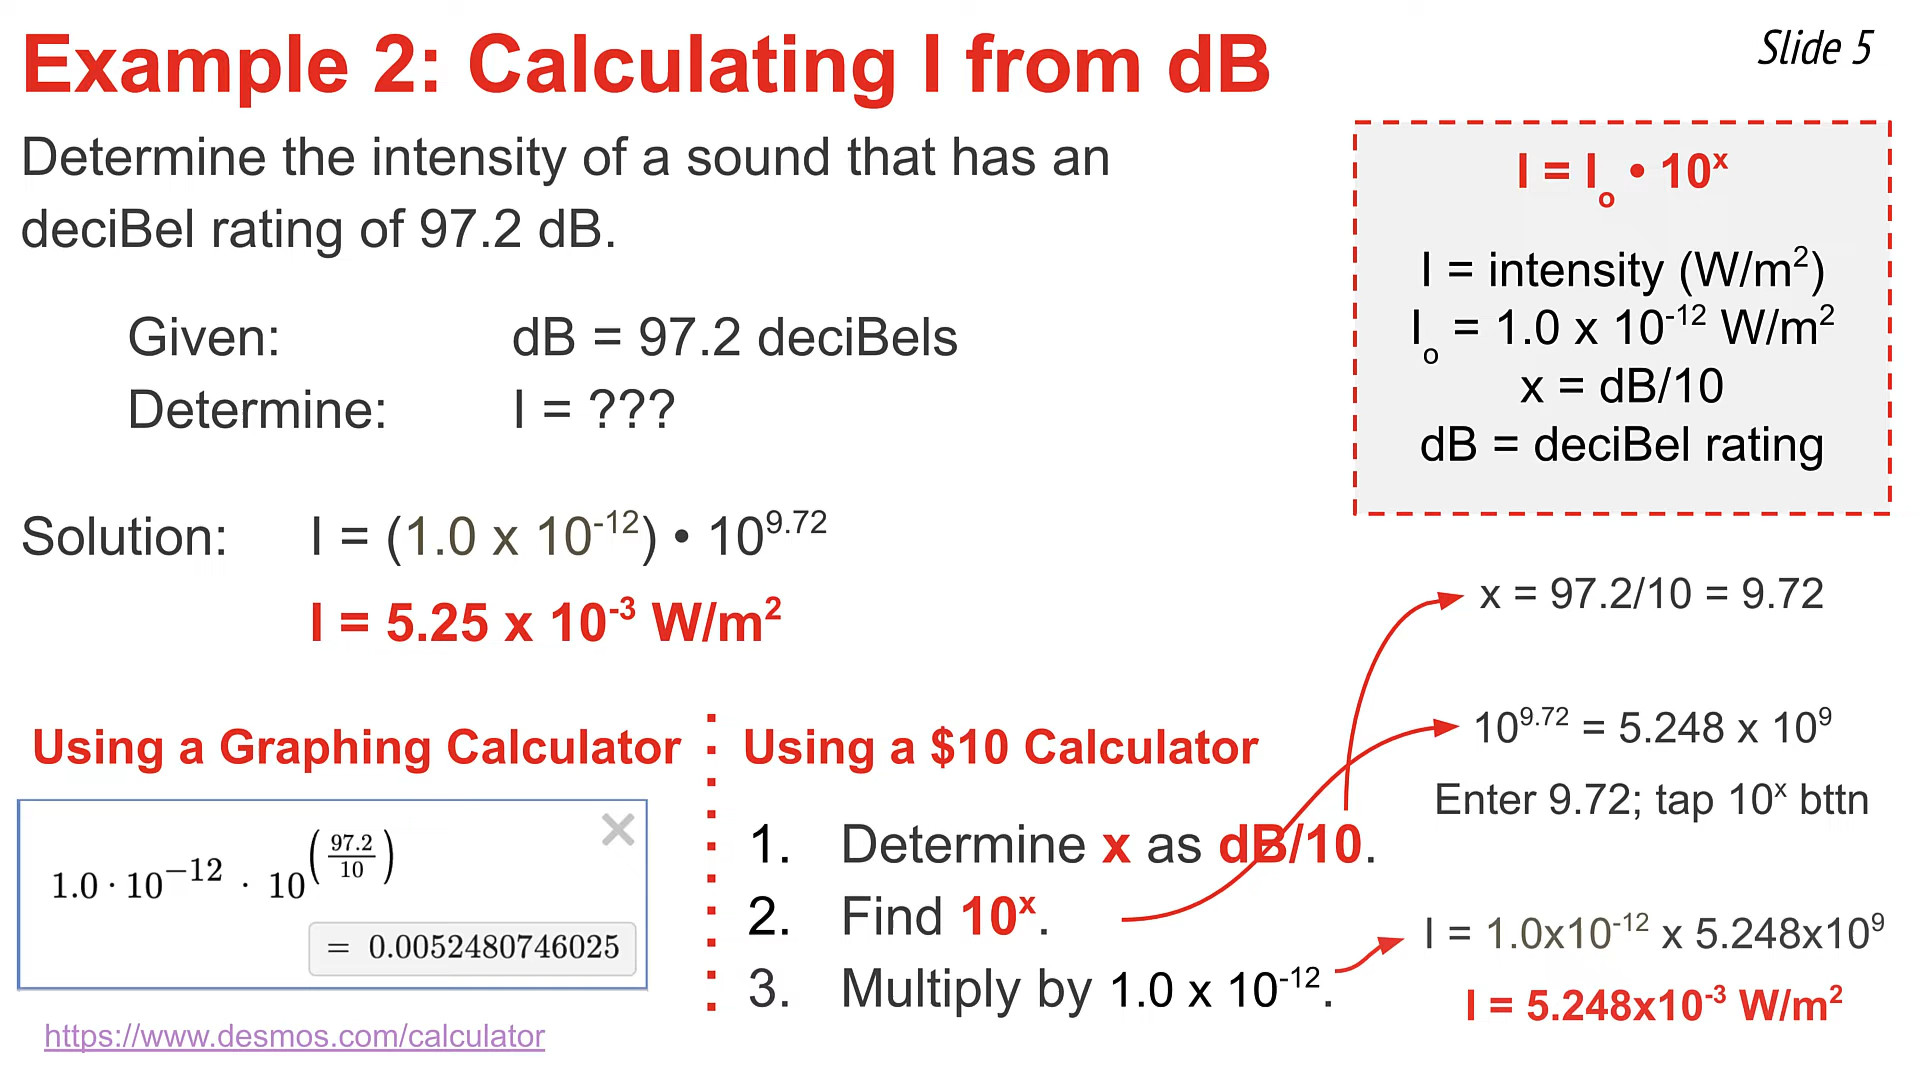 Example 2: Calculating I from dB
Slide 5
Determine the intensity of a sound that has an
deciBel rating of 97.2 dB.
Given: dB = 97.2 deciBels
Determine: I = ???
Solution: I = (1.0 x 10⁻¹²) • 10⁹·⁷²
I = 5.25 x 10⁻³ W/m²
I = Iₒ • 10ˣ
I = intensity (W/m²)
Iₒ = 1.0 x 10⁻¹² W/m²
x = dB/10
dB = deciBel rating
Using a Graphing Calculator
1.0 · 10⁻¹² · 10^(97.2/10)
= 0.0052480746025
https://www.desmos.com/calculator
Using a $10 Calculator
1. Determine x as dB/10.
2. Find 10ˣ.
3. Multiply by 1.0 x 10⁻¹².
x = 97.2/10 = 9.72
10⁹·⁷² = 5.248 x 10⁹
Enter 9.72; tap 10ˣ bttn
I = 1.0x10⁻¹² x 5.248x10⁹
I = 5.248x10⁻³ W/m²